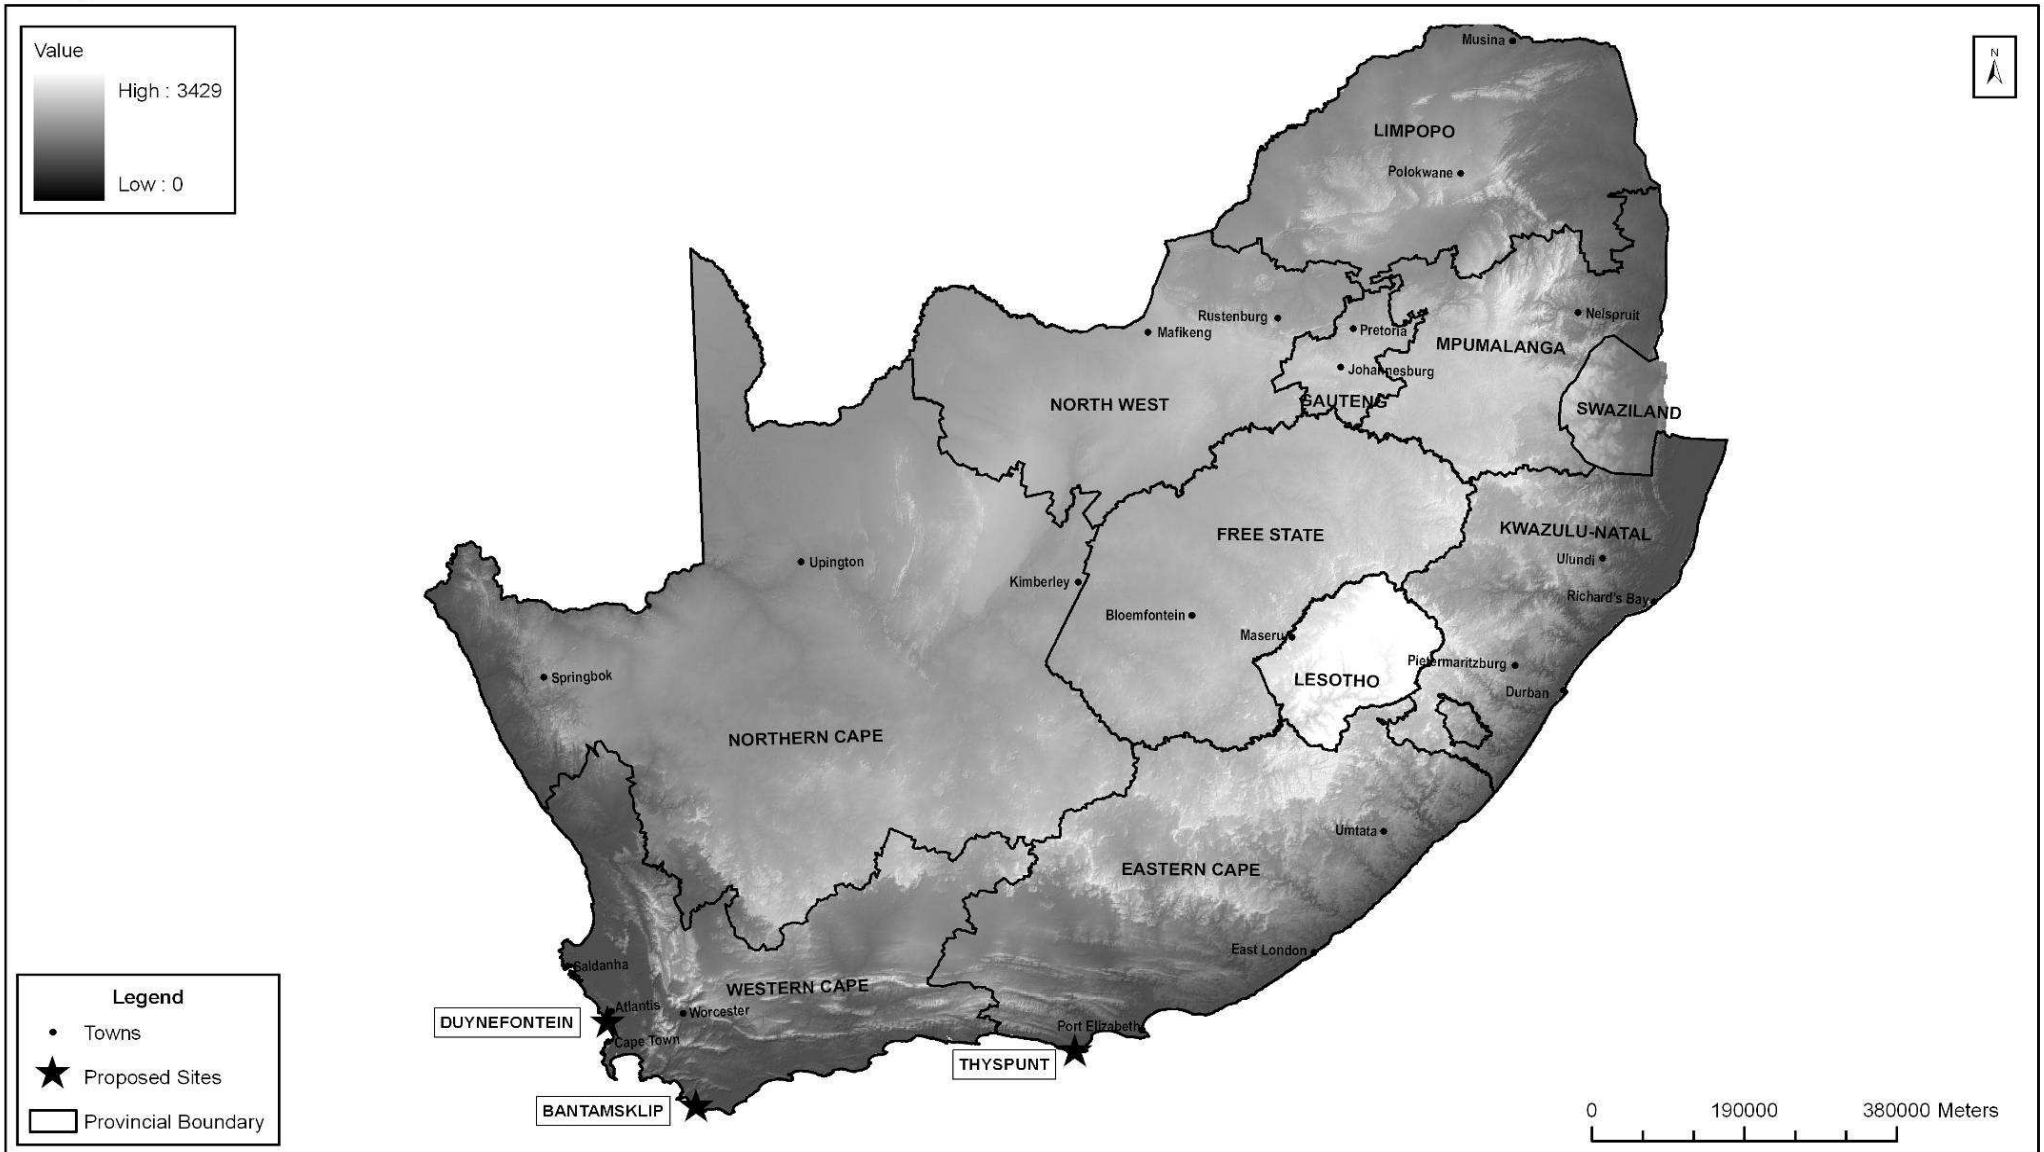 Value
High : 3429
Low : 0
N
Musina
LIMPOPO
Polokwane
Rustenburg
Mafikeng
Pretoria
Nelspruit
MPUMALANGA
Johannesburg
NORTH WEST
GAUTENG
SWAZILAND
FREE STATE
KWAZULU-NATAL
Ulundi
Upington
Kimberley
Richard's Bay
Bloemfontein
Maseru
Pietermaritzburg
Springbok
LESOTHO
Durban
NORTHERN CAPE
Umtata
EASTERN CAPE
East London
Saldanha
WESTERN CAPE
Atlantis
Worcester
DUYNEFONTEIN
Port Elizabeth
Cape Town
THYSPUNT
BANTAMSKLIP
Legend
Towns
Proposed Sites
Provincial Boundary
0 190000 380000 Meters